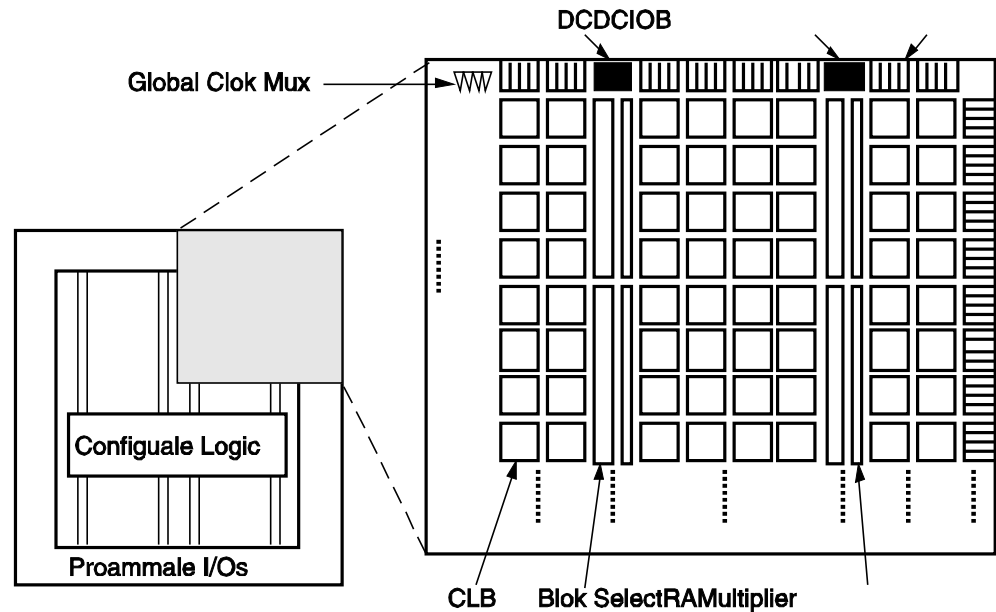 DCDCIOB
Global Clok Mux
Configuale Logic
Proammale I/Os
CLB
Blok SelectRAMultiplier